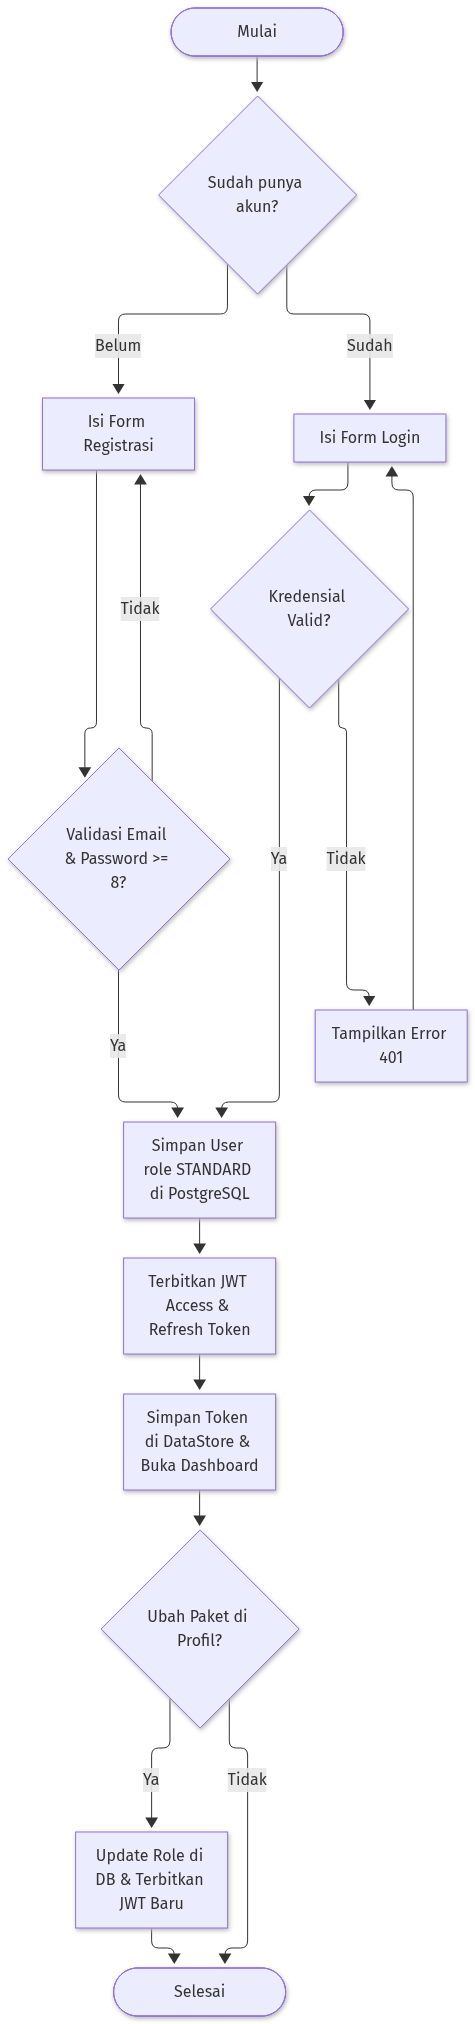 Mulai
Sudah punya
akun?
Belum
Sudah
Isi Form
Registrasi
Isi Form Login
Kredensial
Valid?
Tidak
Validasi Email
& Password >=
8?
Ya
Tidak
Tampilkan Error
401
Ya
Simpan User
role STANDARD
di PostgreSQL
Terbitkan JWT
Access &
Refresh Token
Simpan Token
di DataStore &
Buka Dashboard
Ubah Paket di
Profil?
Ya
Tidak
Update Role di
DB & Terbitkan
JWT Baru
Selesai